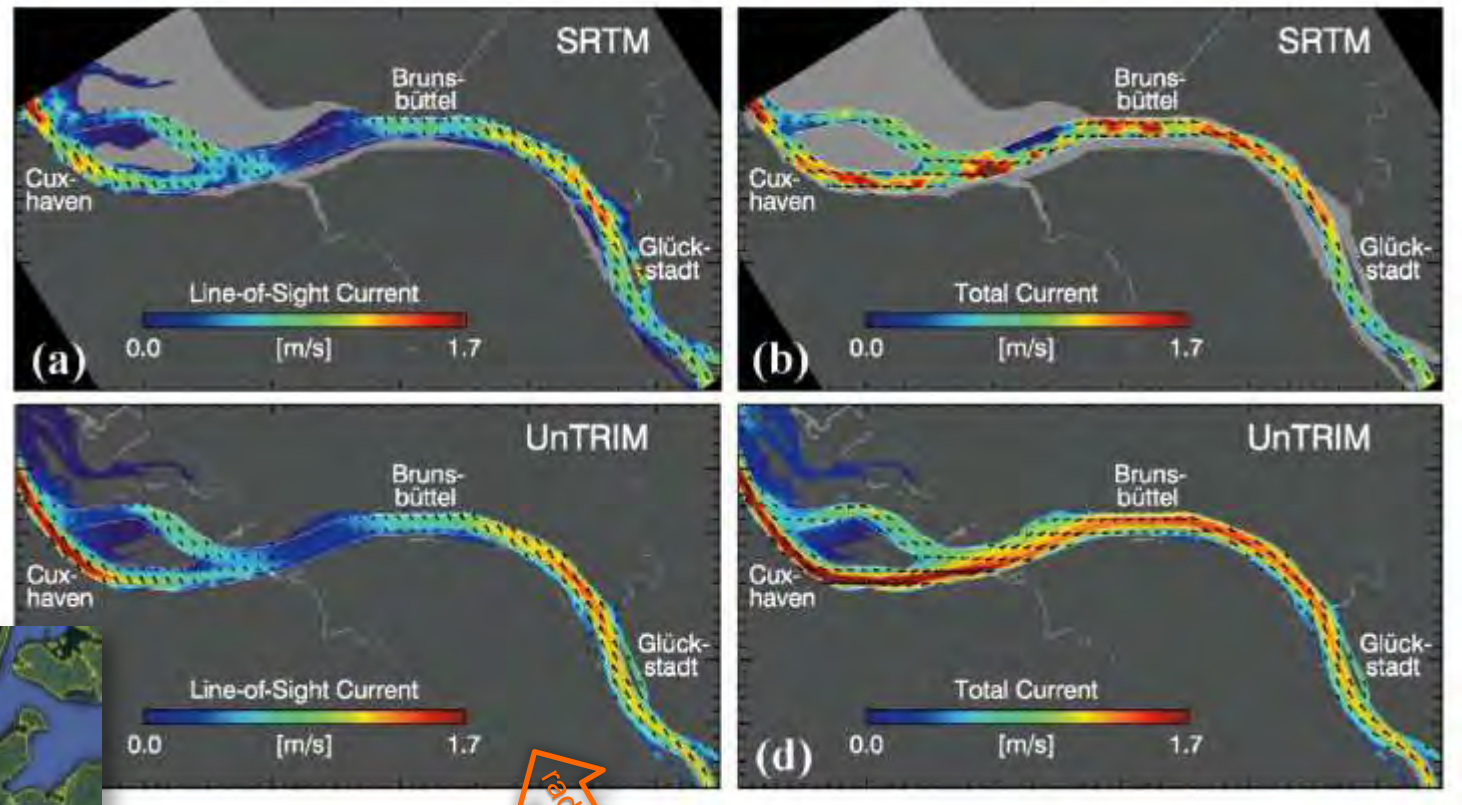 SRTM
Bruns-
büttel
Cux-
haven
Glück-
stadt
Line-of-Sight Current
0.0 [m/s] 1.7
(a)
SRTM
Bruns-
büttel
Cux-
haven
Glück-
stadt
Total Current
0.0 [m/s] 1.7
(b)
UnTRIM
Bruns-
büttel
Cux-
haven
Glück-
stadt
Line-of-Sight Current
0.0 [m/s] 1.7
UnTRIM
Bruns-
büttel
Cux-
haven
Glück-
stadt
Total Current
0.0 [m/s] 1.7
(d)